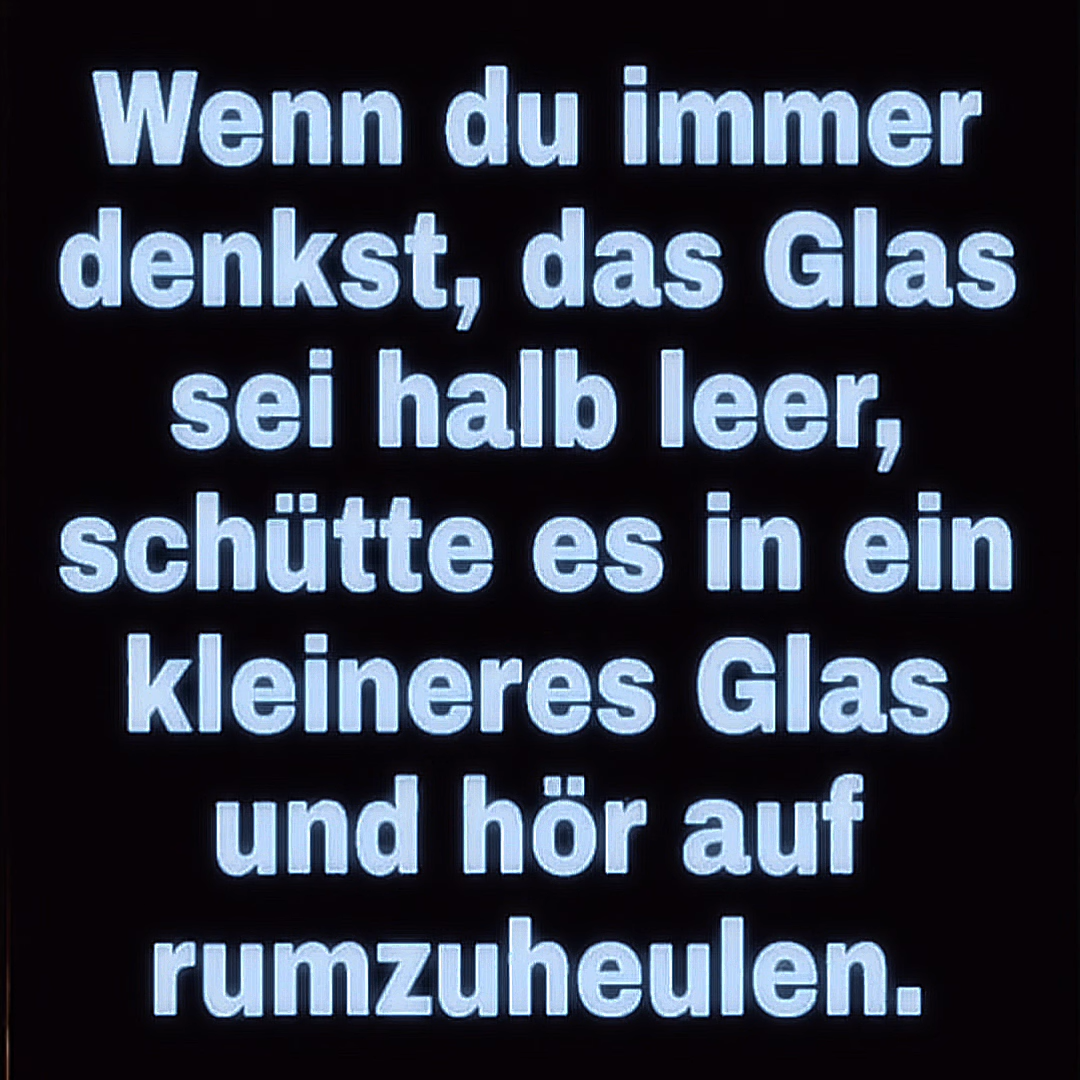 Wenn du immer
denkst, das Glas
sei halb leer,
schütte es in ein
kleineres Glas
und hör auf
rumzuheulen.